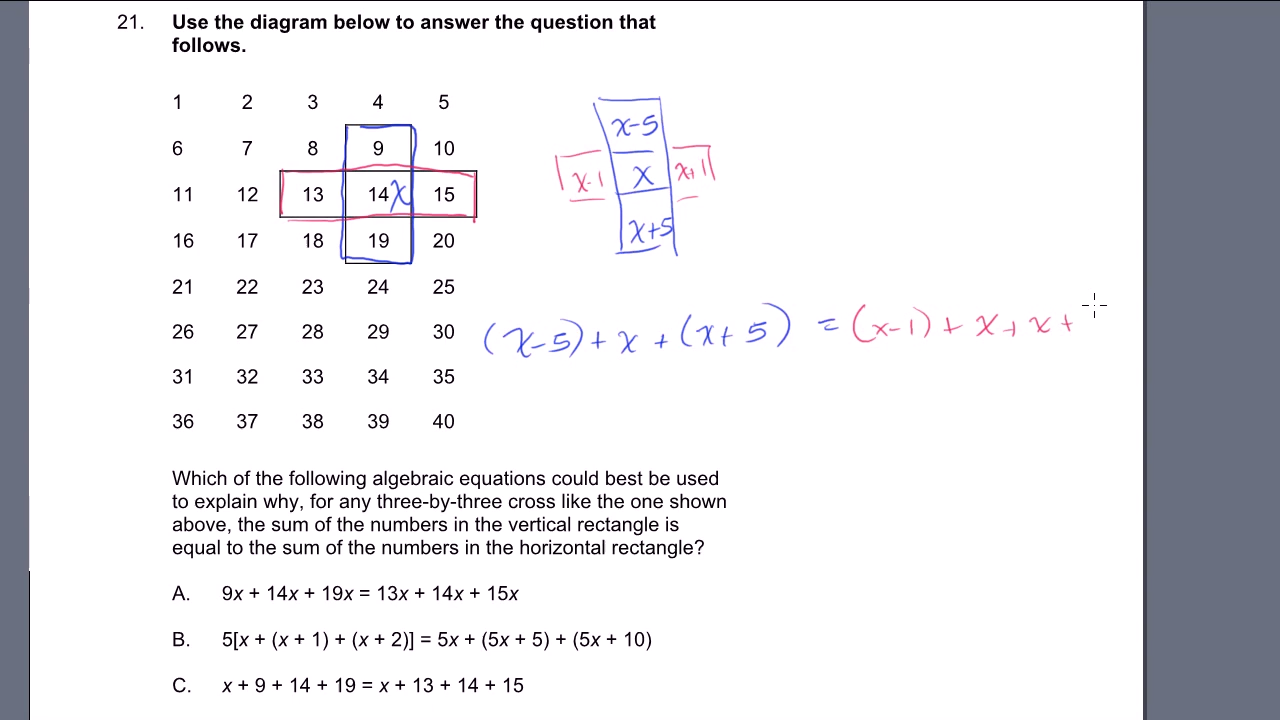 21. Use the diagram below to answer the question that
follows.
1 2 3 4 5
6 7 8 9 10
11 12 13 14 x 15
16 17 18 19 20
21 22 23 24 25
26 27 28 29 30
31 32 33 34 35
36 37 38 39 40
x-5
x-1 x x+1
x+5
(x-5) + x + (x+5) = (x-1) + x + x +
Which of the following algebraic equations could best be used
to explain why, for any three-by-three cross like the one shown
above, the sum of the numbers in the vertical rectangle is
equal to the sum of the numbers in the horizontal rectangle?
A. 9x + 14x + 19x = 13x + 14x + 15x
B. 5[x + (x + 1) + (x + 2)] = 5x + (5x + 5) + (5x + 10)
C. x + 9 + 14 + 19 = x + 13 + 14 + 15